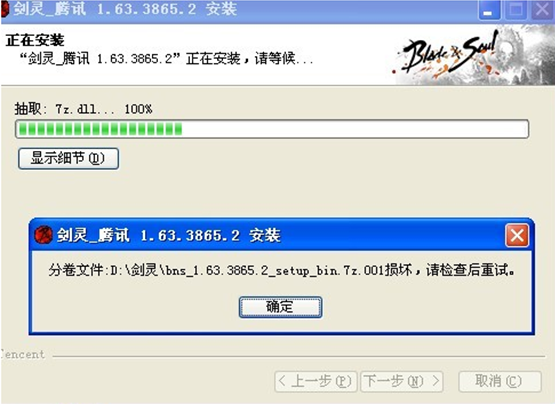 剑灵_腾讯 1.63.3865.2 安装
正在安装
“剑灵_腾讯 1.63.3865.2”正在安装，请等候...
Blade & Soul
抽取: 7z.dll... 100%
显示细节(D)
剑灵_腾讯 1.63.3865.2 安装
分卷文件:D:\剑灵\bns_1.63.3865.2_setup_bin.7z.001损坏，请检查后重试。
确定
Tencent
< 上一步(P) 下一步(N) > 取消(C)